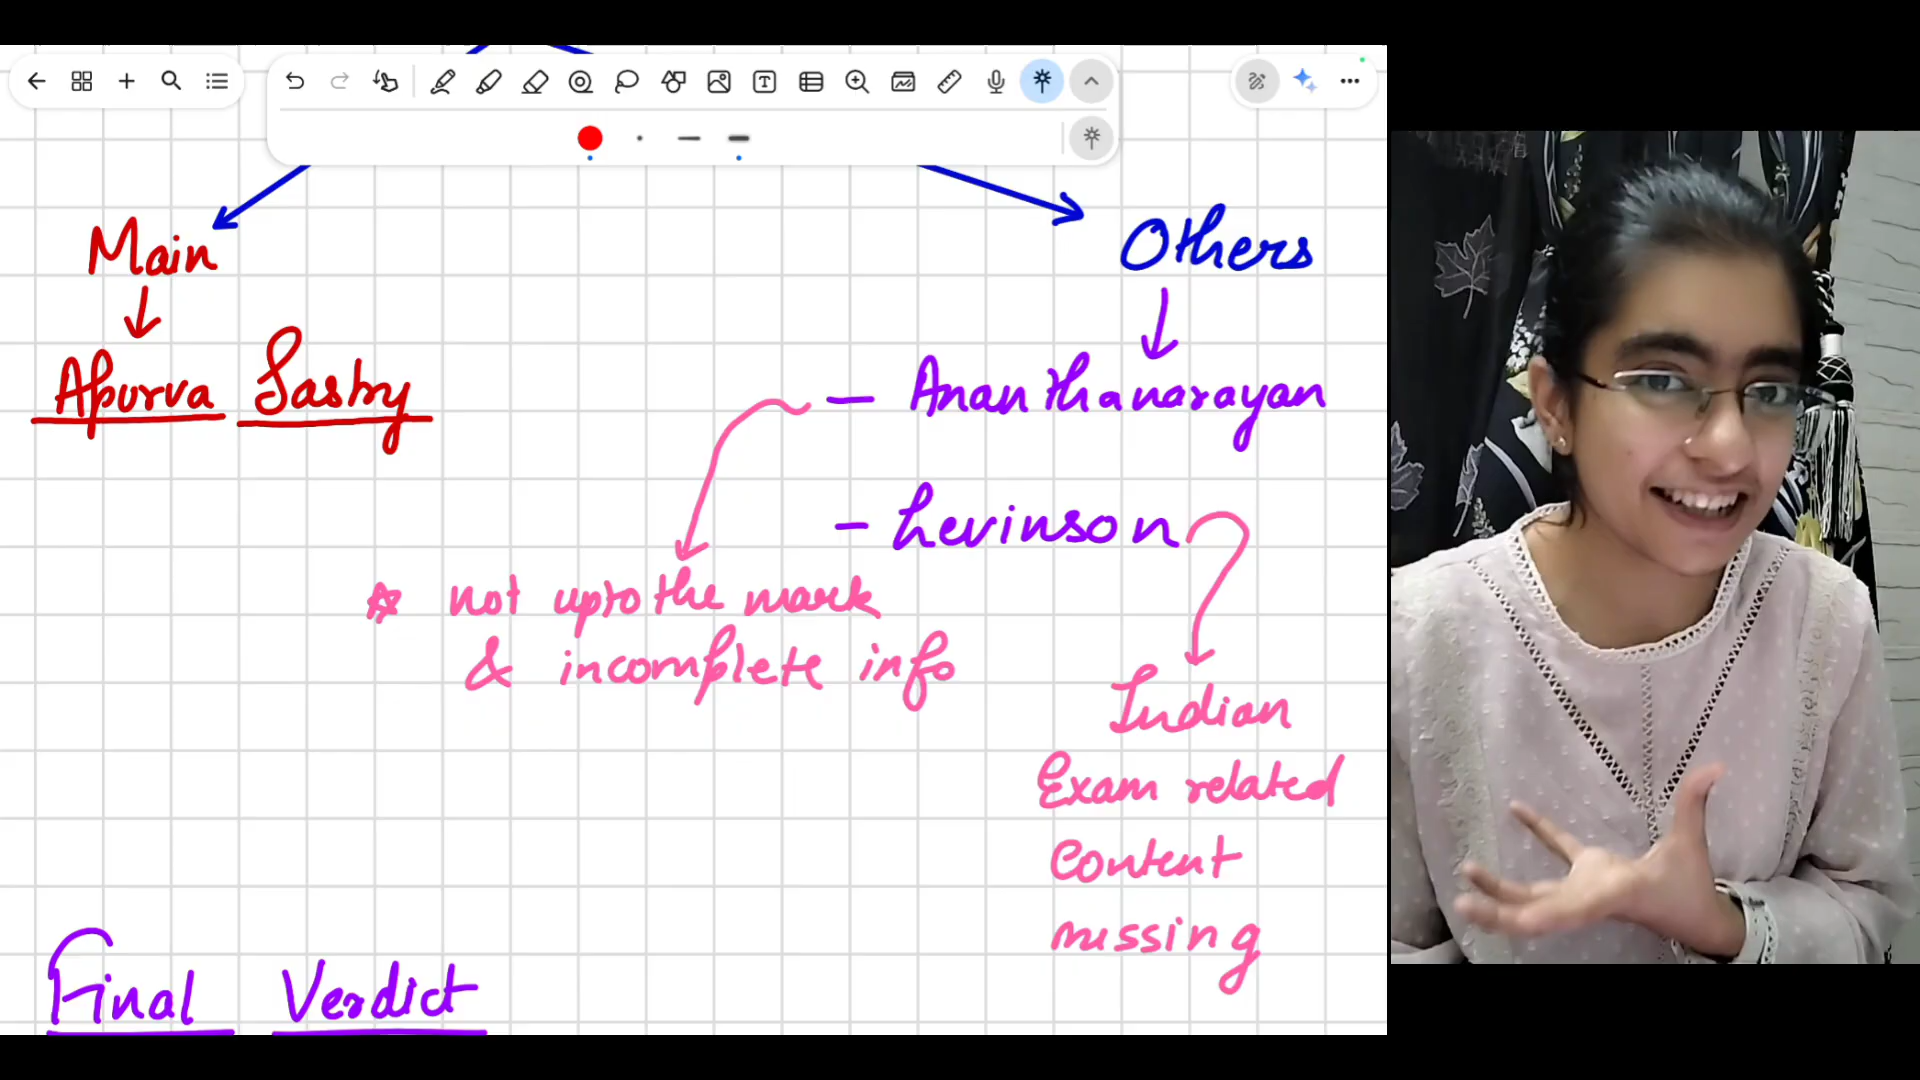 Main
Others
Apurva Sastry
— Ananthanarayan
- Levinson
☆ not upto the mark
& incomplete info
Indian
Exam related
content
missing
Final Verdict